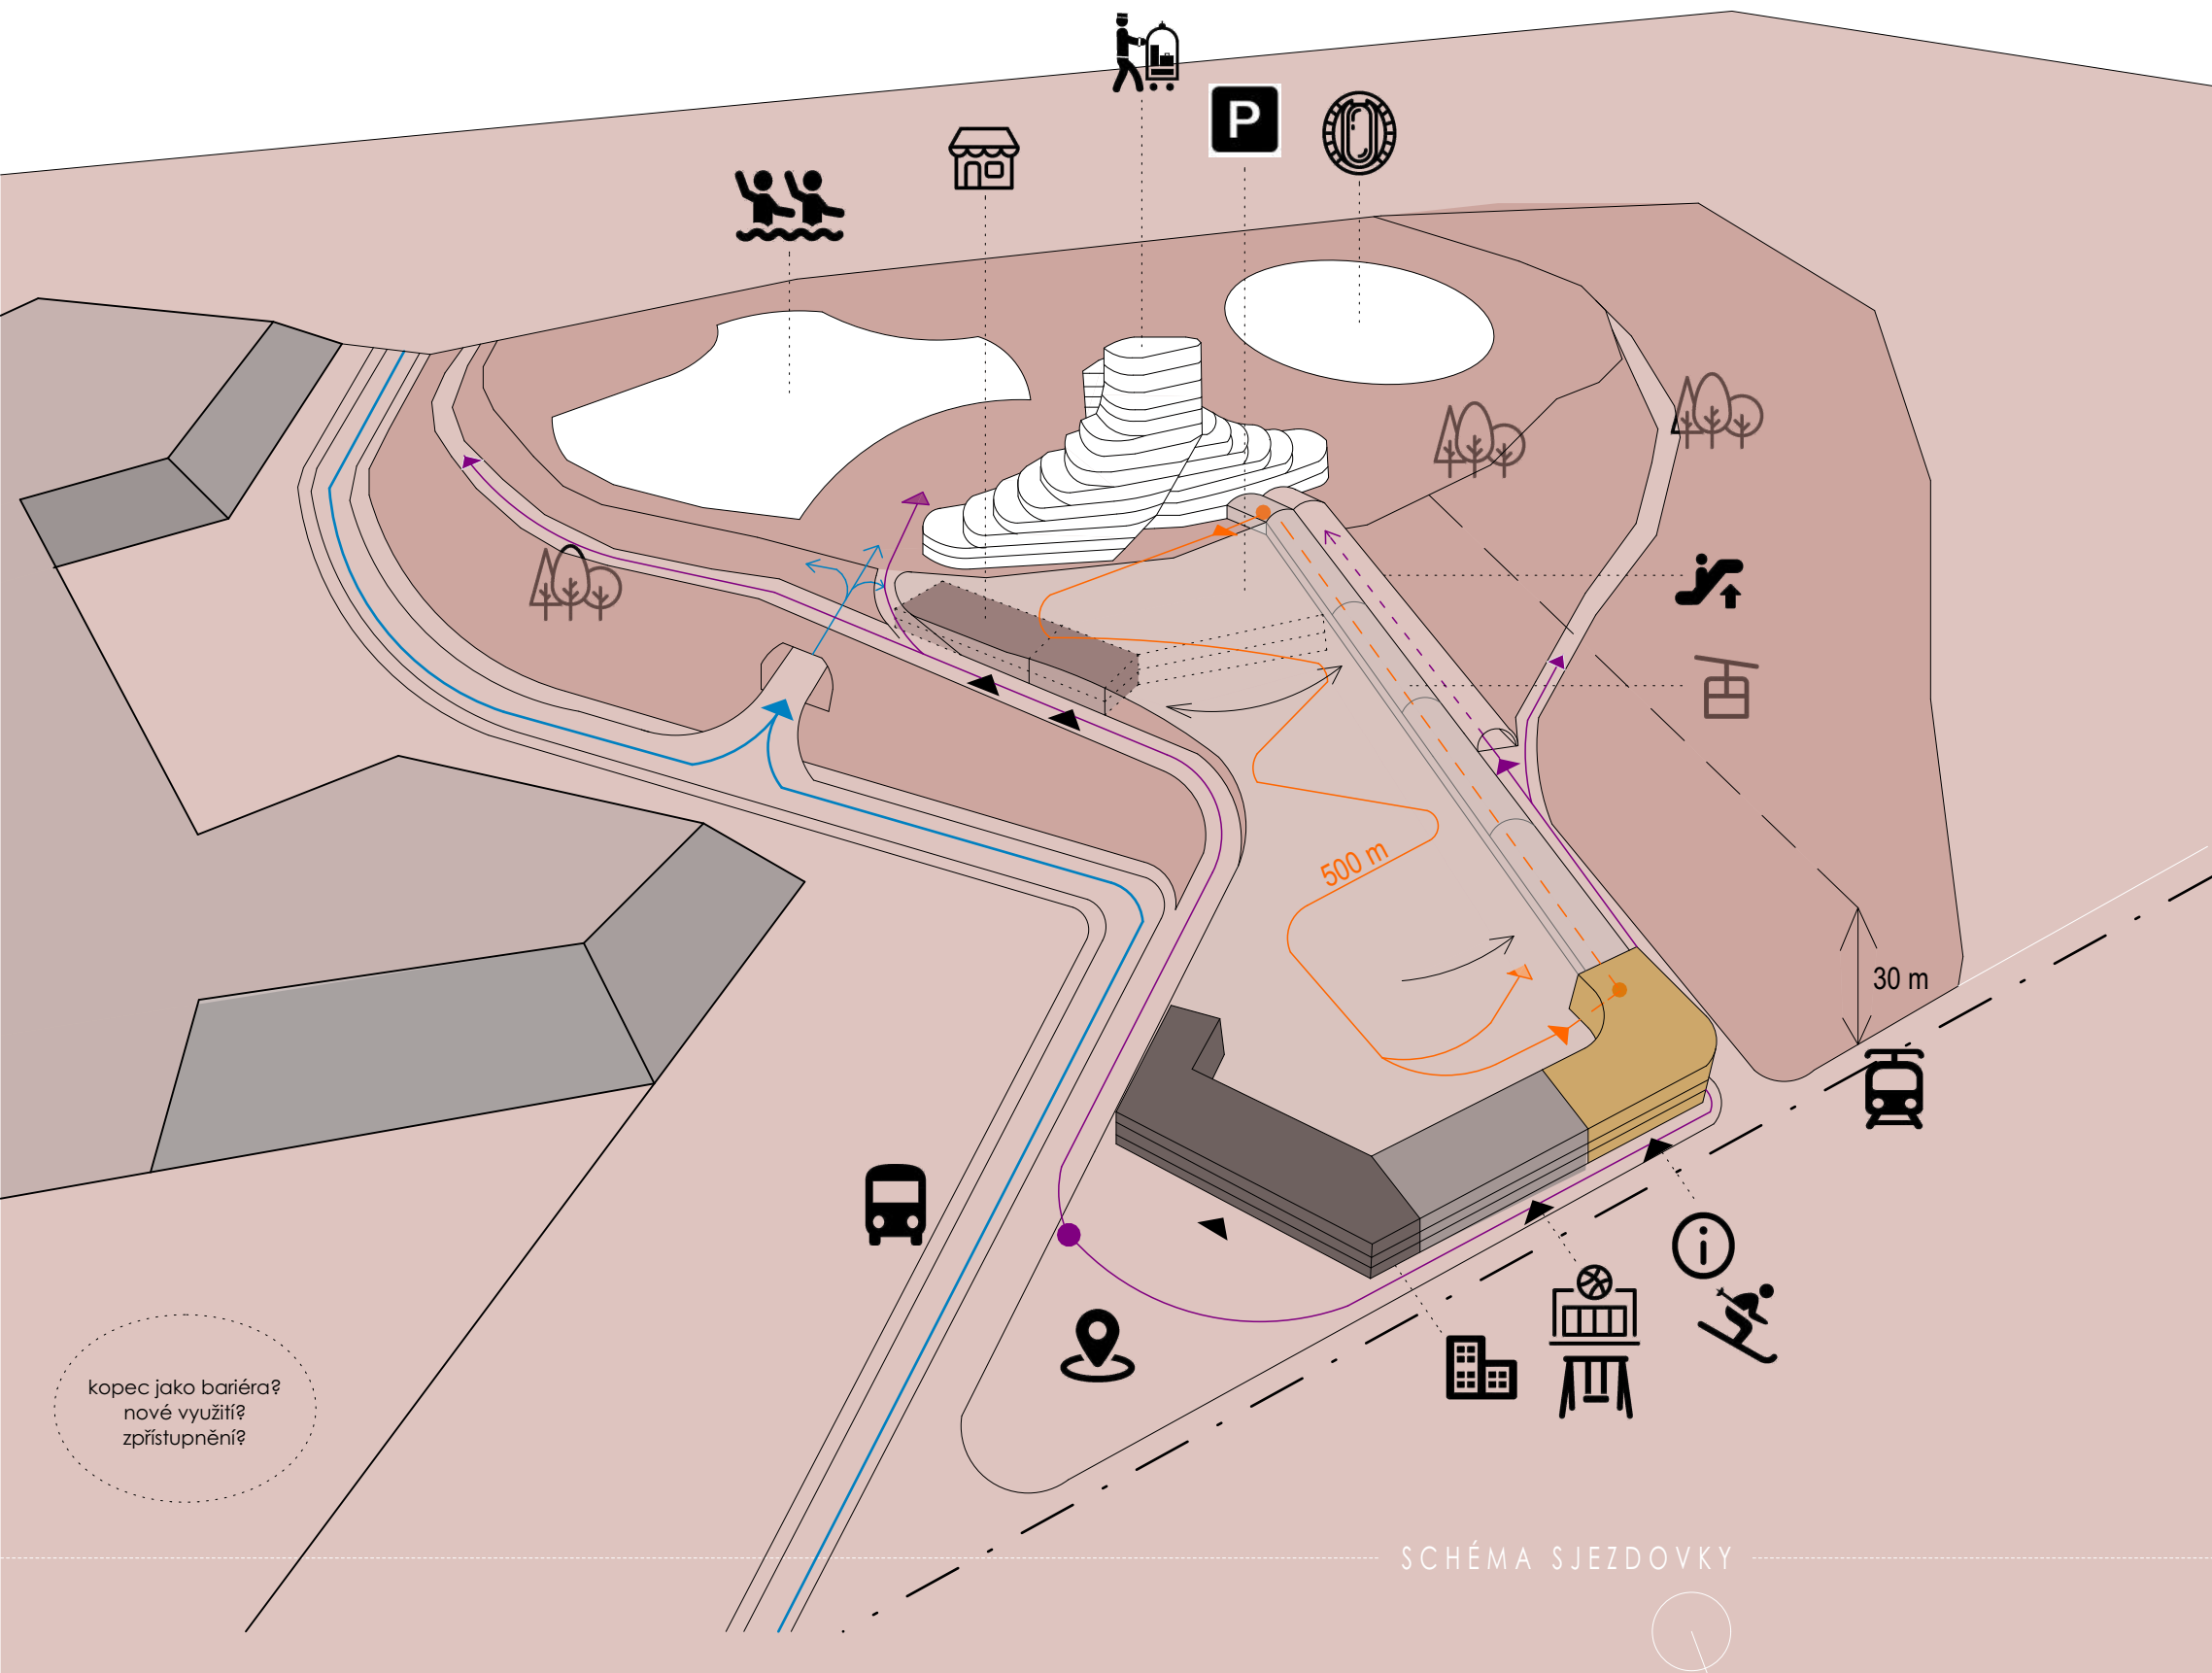 P
500 m
30 m
kopec jako bariéra?
nové využití?
zpřístupnění?
SCHÉMA SJEZDOVKY